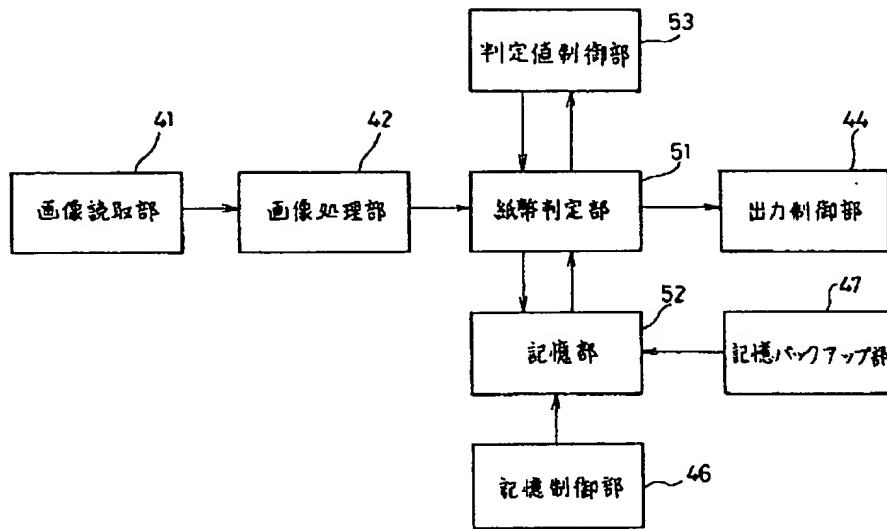 53
判定値制御部
41
42
51
44
画像読取部
画像処理部
紙幣判定部
出力制御部
52
47
記憶部
記憶バックアップ部
記憶制御部
46